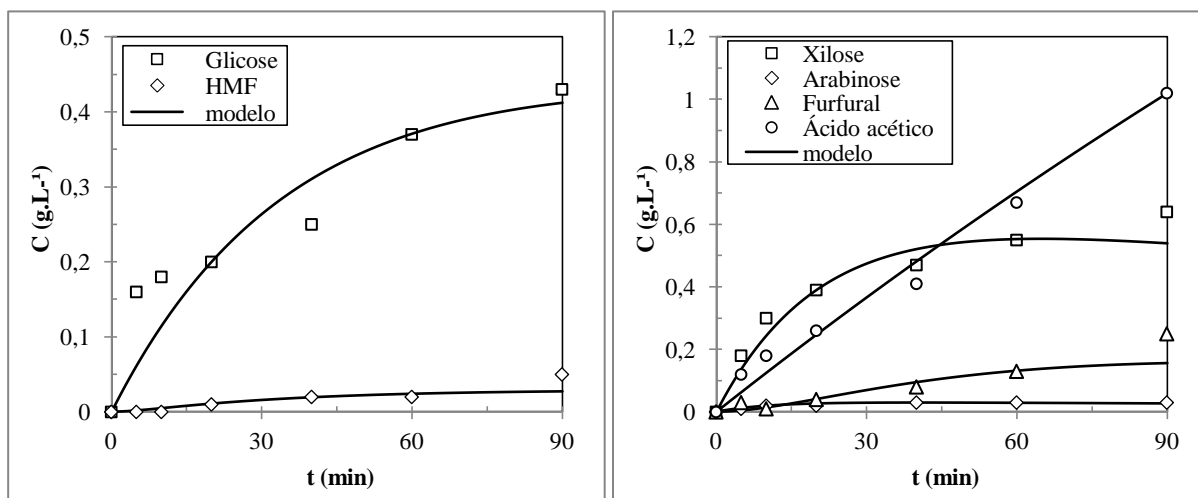 0,5
0,4
0,3
0,2
0,1
0
C (g.L-¹)
Glicose
HMF
modelo
0
30
60
90
t (min)
1,2
1
0,8
0,6
0,4
0,2
0
C (g.L-¹)
Xilose
Arabinose
Furfural
Ácido acético
modelo
0
30
60
90
t (min)